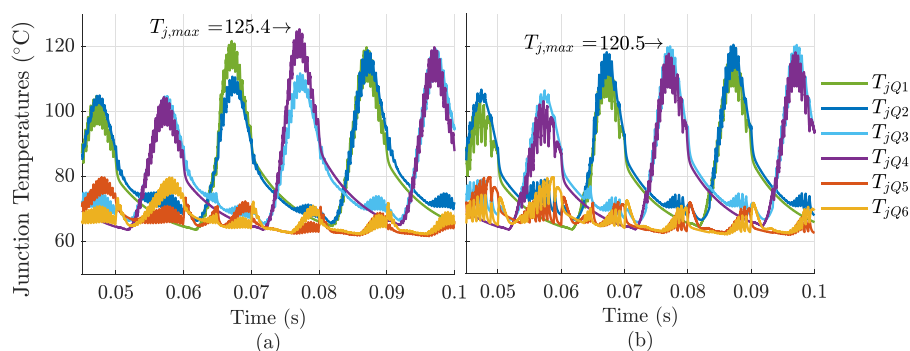 Junction Temperatures (°C)
120
100
80
60
T_{j,max} = 125.4→
0.05 0.06 0.07 0.08 0.09 0.1
Time (s)
(a)
T_{j,max} = 120.5→
0.05 0.06 0.07 0.08 0.09 0.1
Time (s)
(b)
T_{jQ1}
T_{jQ2}
T_{jQ3}
T_{jQ4}
T_{jQ5}
T_{jQ6}